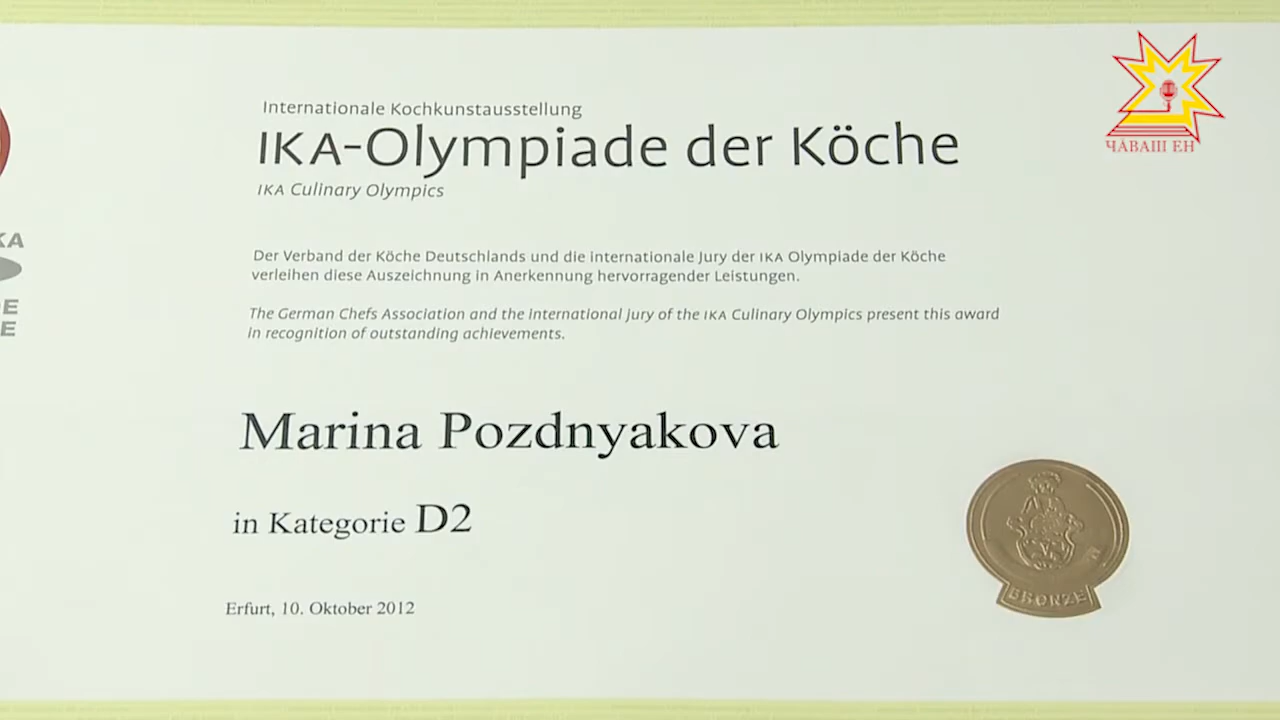 Internationale Kochkunstausstellung
IKA-Olympiade der Köche
IKA Culinary Olympics
ЧӐВАШ ЕН
KA
DE
E
Der Verband der Köche Deutschlands und die internationale Jury der IKA Olympiade der Köche
verleihen diese Auszeichnung in Anerkennung hervorragender Leistungen.
The German Chefs Association and the international jury of the IKA Culinary Olympics present this award
in recognition of outstanding achievements.
Marina Pozdnyakova
in Kategorie D2
BRONZE
Erfurt, 10. Oktober 2012